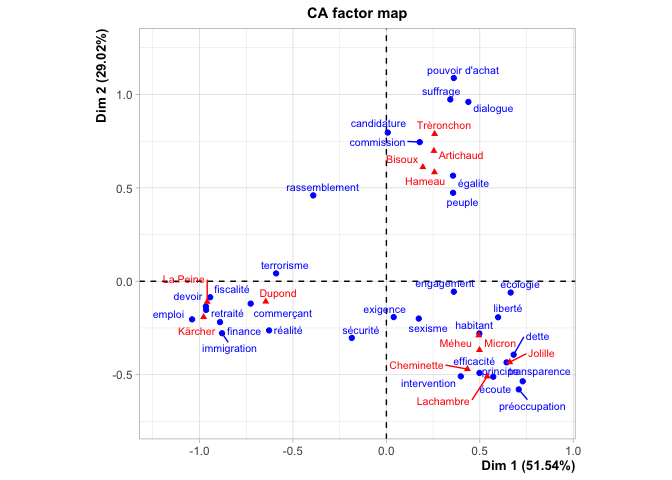 CA factor map
Dim 2 (29.02%)
pouvoir d'achat
suffrage
1.0
dialogue
candidature
Trèronchon
commission
Artichaud
Bisoux
Hameau
égalite
rassemblement
0.5
peuple
terrorisme
La Peine
0.0
engagement
écologie
devoir
fiscalité
Dupond
emploi
retraité
commerçant
exigence
liberté
Kärcher
finance
réalité
sécurité
sexisme
habitant
dette
immigration
Méheu
Micron
Jolille
Cheminette
efficacité
principe
transparence
-0.5
intervention
écoute
Lachambre
préoccupation
-1.0
-0.5
0.0
0.5
1.0
Dim 1 (51.54%)